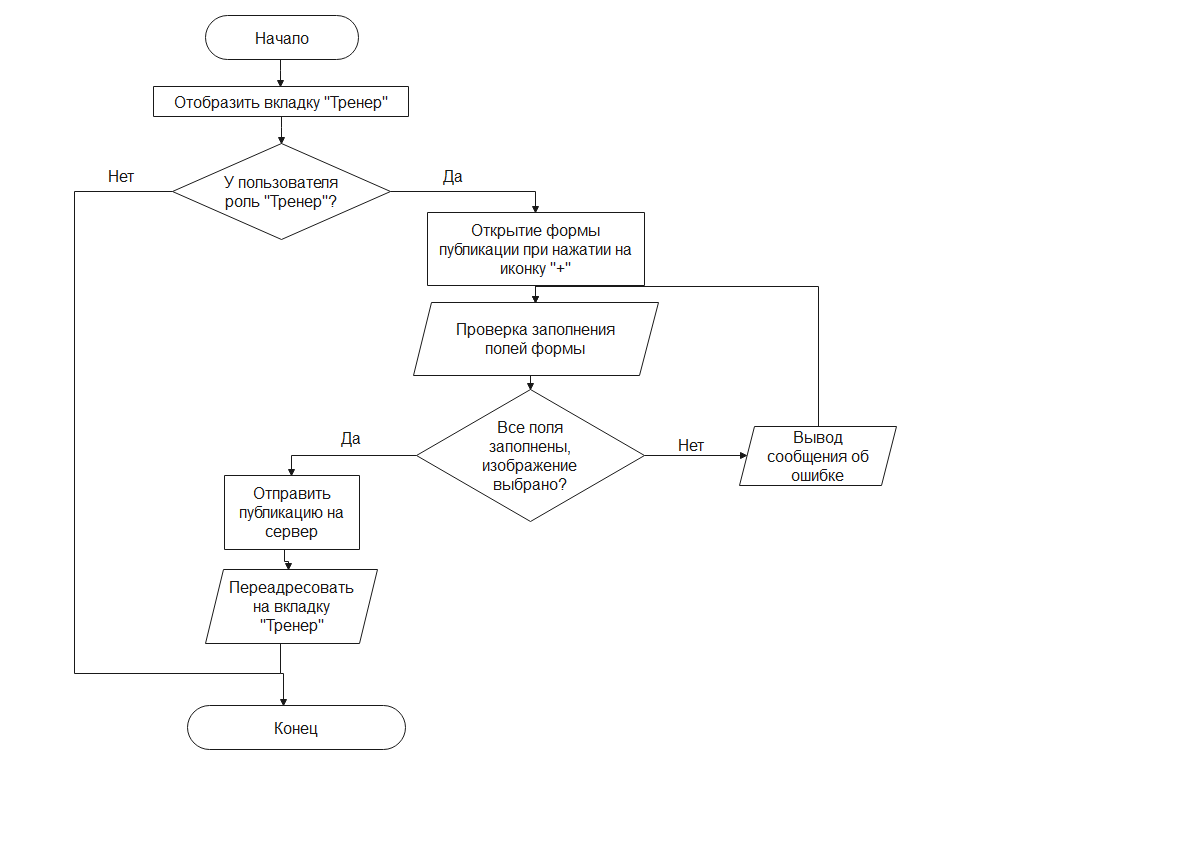 Начало
Отобразить вкладку "Тренер"
Нет
Да
У пользователя
роль "Тренер"?
Открытие формы
публикации при нажатии на
иконку "+"
Проверка заполнения
полей формы
Да
Все поля
заполнены,
изображение
выбрано?
Нет
Вывод
сообщения об
ошибке
Отправить
публикацию на
сервер
Переадресовать
на вкладку
"Тренер"
Конец